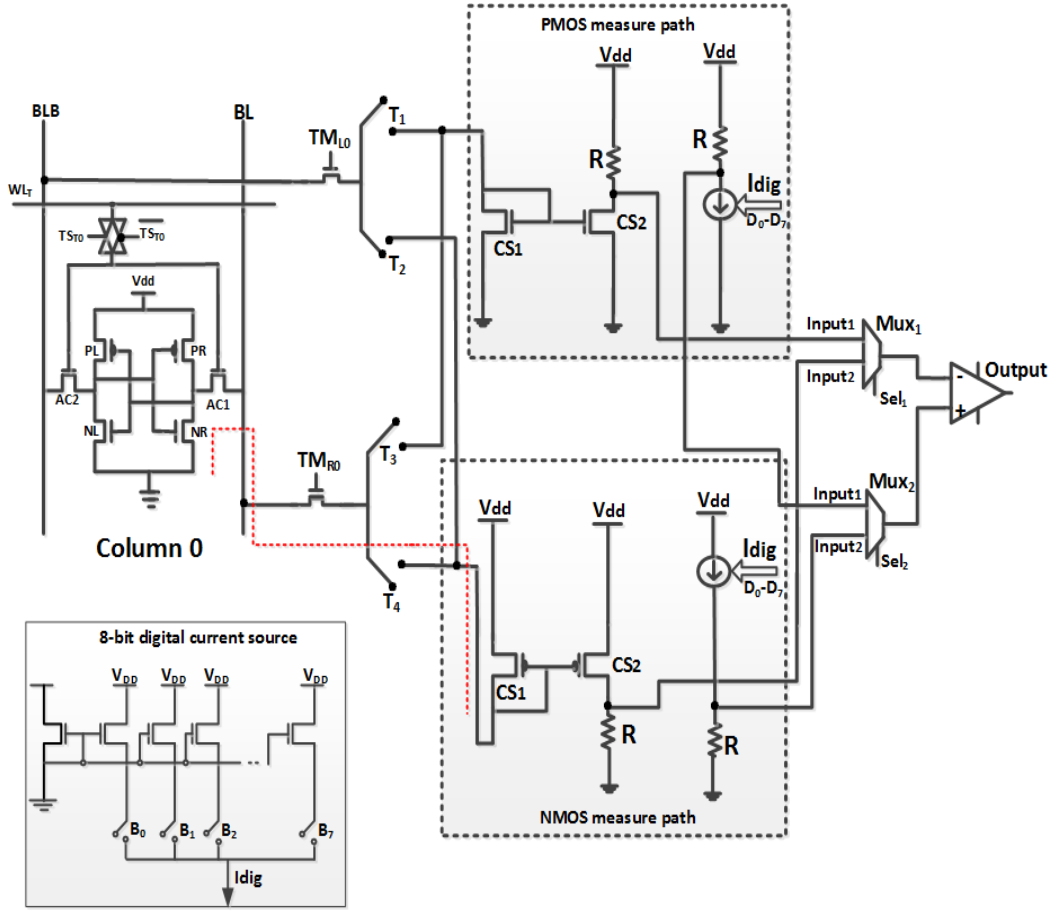 PMOS measure path
Vdd
Vdd
BLB
BL
T1
TML0
R
R
Idig
WLT
D0-D7
CS1
CS2
TST0
TST0
T2
Vdd
Input1
Mux1
PL
PR
Output
Input2
-
AC2
AC1
Sel1
+
NL
NR
T3
TMR0
Mux2
Vdd
Vdd
Vdd
Input1
Column 0
Input2
Idig
Sel2
D0-D7
T4
8-bit digital current source
CS1
CS2
VDD
VDD
VDD
VDD
R
R
NMOS measure path
B0
B1
B2
B7
Idig